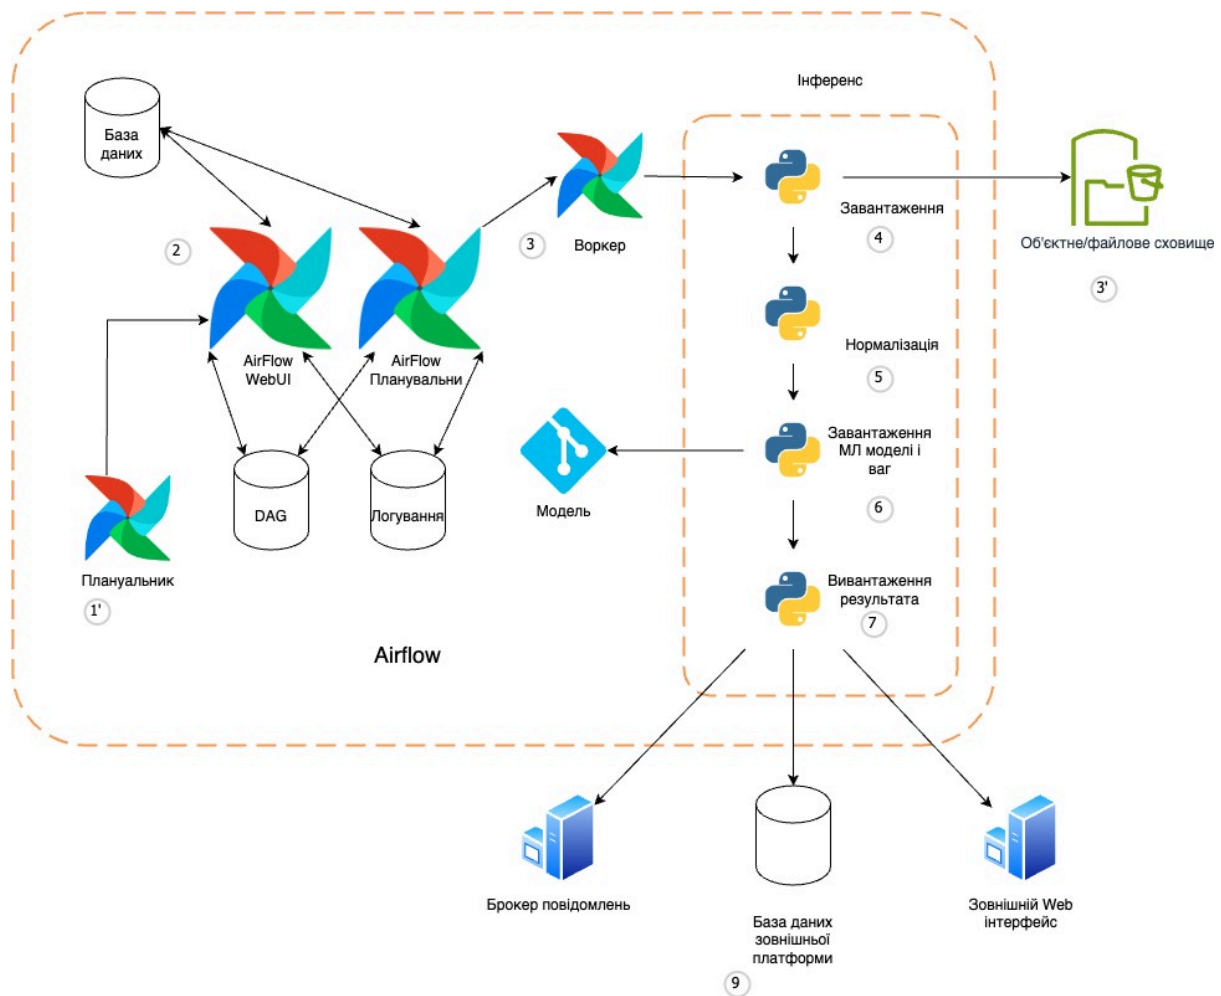 Інференс
База
даних
Завантаження
4
2
3
Воркер
Об'єктне/файлове сховище
3'
AirFlow
WebUI
AirFlow
Планувальни
Нормалізація
5
Завантаження
МЛ моделі і
ваг
6
DAG
Логування
Модель
Плануальник
1'
Вивантаження
результата
7
Airflow
Брокер повідомлень
База даних
зовнішньої
платформи
9
Зовнішній Web
інтерфейс